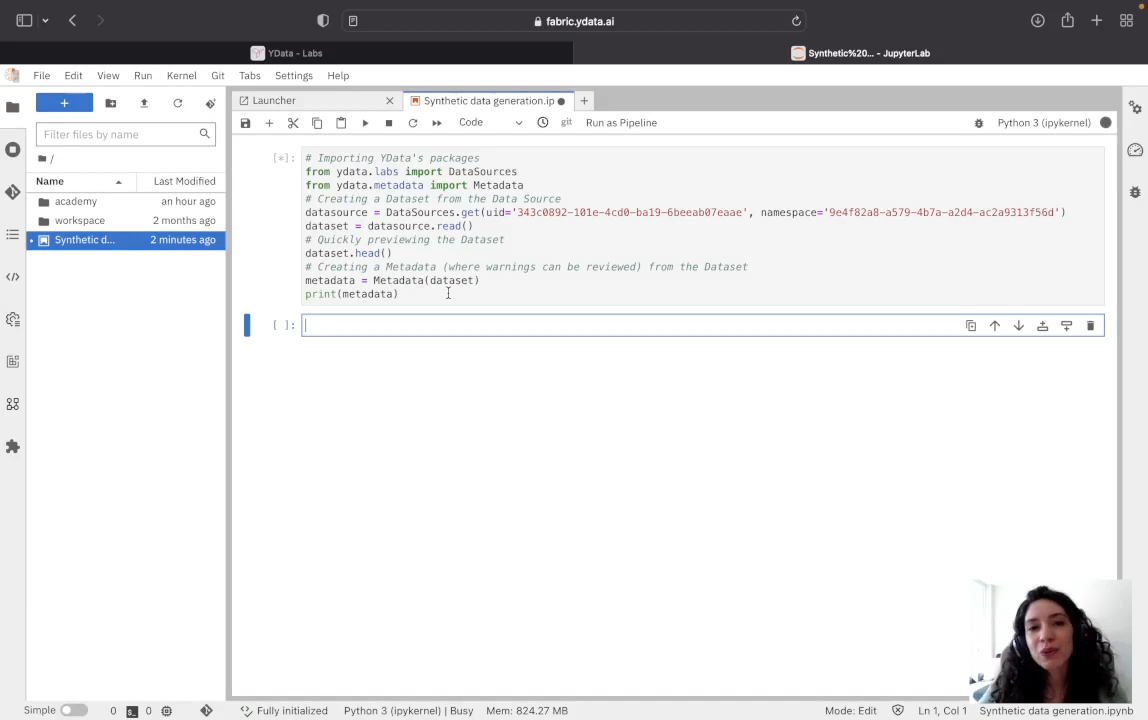 fabric.ydata.ai
YData - Labs
Synthetic%20... - JupyterLab
File Edit View Run Kernel Git Tabs Settings Help
Launcher
Synthetic data generation.ip
Filter files by name
Code
git
Run as Pipeline
Python 3 (ipykernel)
/
Name
Last Modified
academy
an hour ago
workspace
2 months ago
Synthetic d...
2 minutes ago
[*]:
# Importing YData's packages
from ydata.labs import DataSources
from ydata.metadata import Metadata
# Creating a Dataset from the Data Source
datasource = DataSources.get(uid='343c0892-101e-4cd0-ba19-6beeab07eaae', namespace='9e4f82a8-a579-4b7a-a2d4-ac2a9313f56d')
dataset = datasource.read()
# Quickly previewing the Dataset
dataset.head()
# Creating a Metadata (where warnings can be reviewed) from the Dataset
metadata = Metadata(dataset)
print(metadata)
[ ]:
Simple
0
0
Fully initialized
Python 3 (ipykernel) | Busy
Mem: 824.27 MB
Mode: Edit
Ln 1, Col 1
Synthetic data generation.ipynb